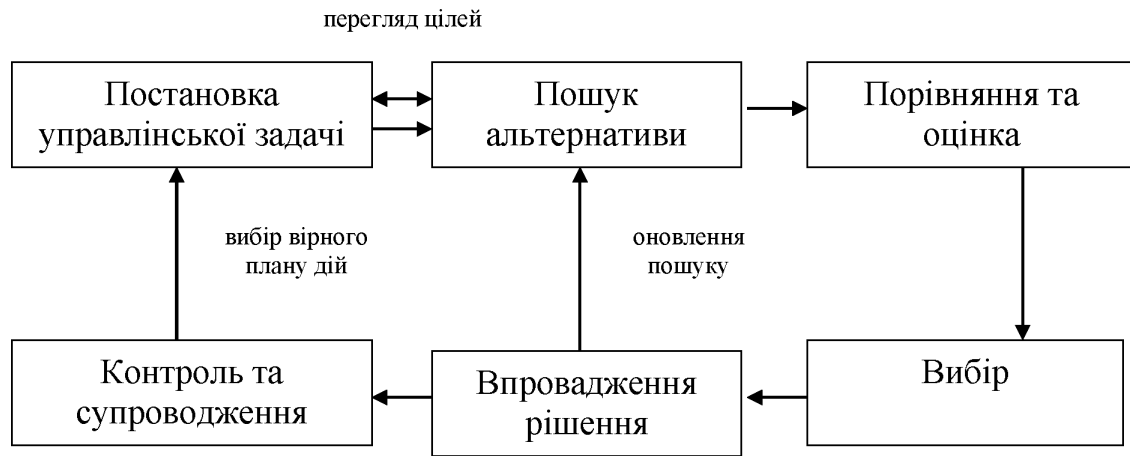 перегляд цілей
Постановка
управлінської задачі
Пошук
альтернативи
Порівняння та
оцінка
вибір вірного
плану дій
оновлення
пошуку
Контроль та
супроводження
Впровадження
рішення
Вибір